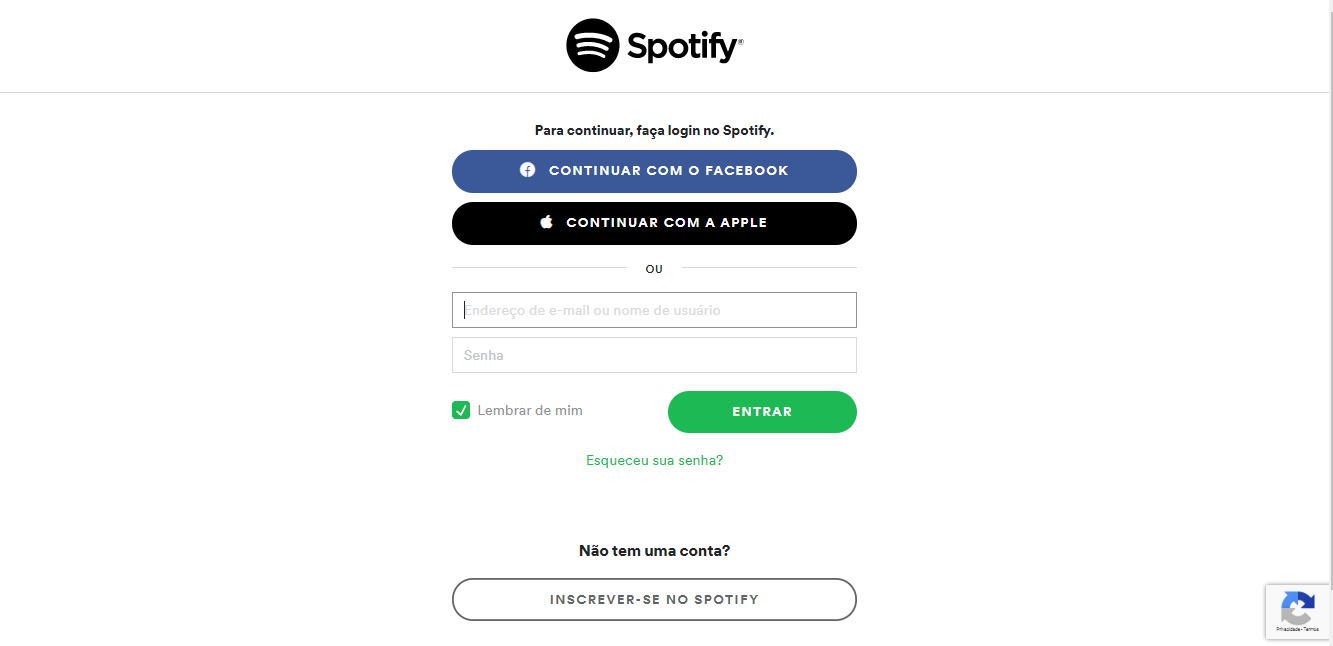 Spotify®
Para continuar, faça login no Spotify.
CONTINUAR COM O FACEBOOK
CONTINUAR COM A APPLE
OU
Endereço de e-mail ou nome de usuário
Senha
Lembrar de mim
ENTRAR
Esqueceu sua senha?
Não tem uma conta?
INSCREVER-SE NO SPOTIFY
Privacidade - Termos